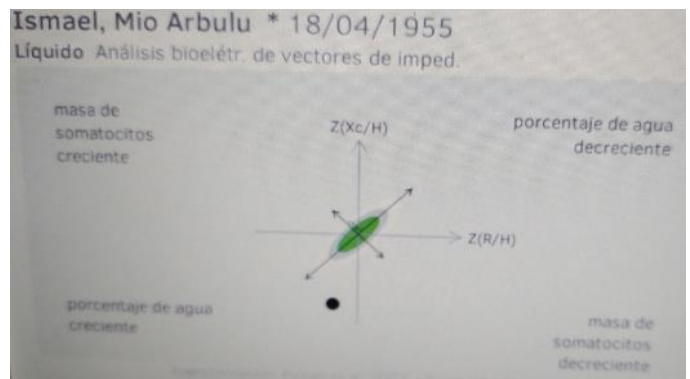 Ismael, Mio Arbulu * 18/04/1955
Líquido Análisis bioelétr. de vectores de imped.
masa de
somatocitos
creciente
Z(Xc/H)
porcentaje de agua
decreciente
Z(R/H)
porcentaje de agua
creciente
masa de
somatocitos
decreciente